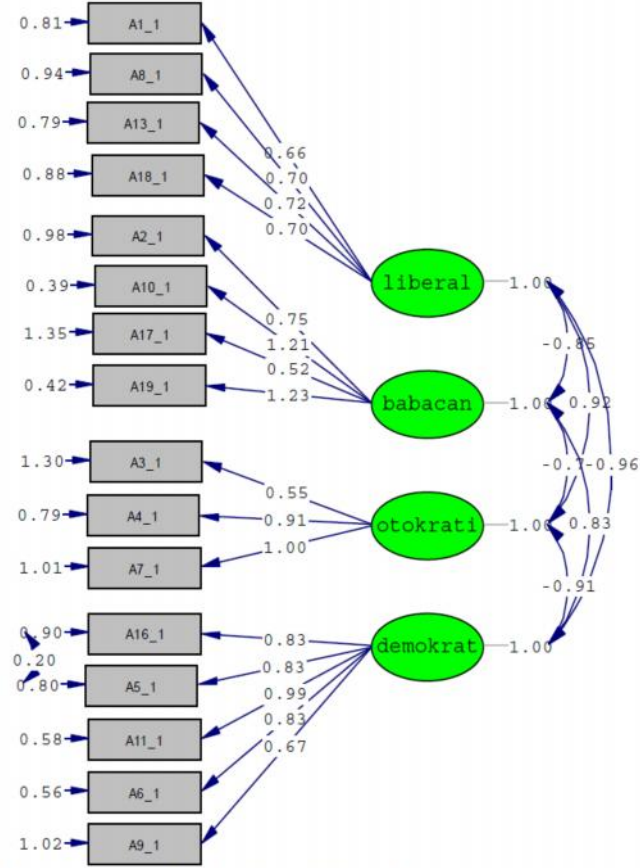 0.81 A1_1
0.94 A8_1
0.79 A13_1
0.88 A18_1
0.98 A2_1
0.39 A10_1
1.35 A17_1
0.42 A19_1
1.30 A3_1
0.79 A4_1
1.01 A7_1
0.90 A16_1
0.20
0.80 A5_1
0.58 A11_1
0.56 A6_1
1.02 A9_1
0.66
0.70
0.72
0.70
0.75
1.21
0.52
1.23
0.55
0.91
1.00
0.83
0.83
0.99
0.83
0.67
liberal 1.00
babacan 1.00
otokrati 1.00
demokrat 1.00
-0.85
0.92
-0.96
0.83
-0.91